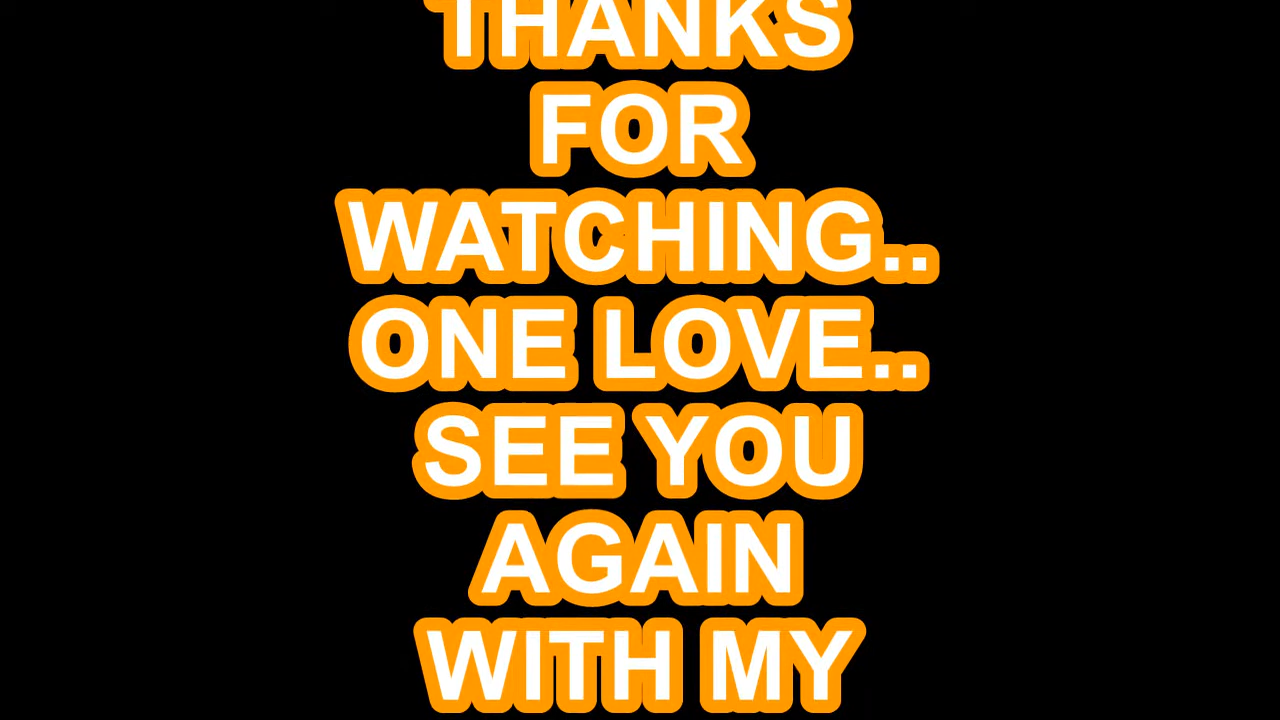 THANKS
FOR
WATCHING..
ONE LOVE..
SEE YOU
AGAIN
WITH MY